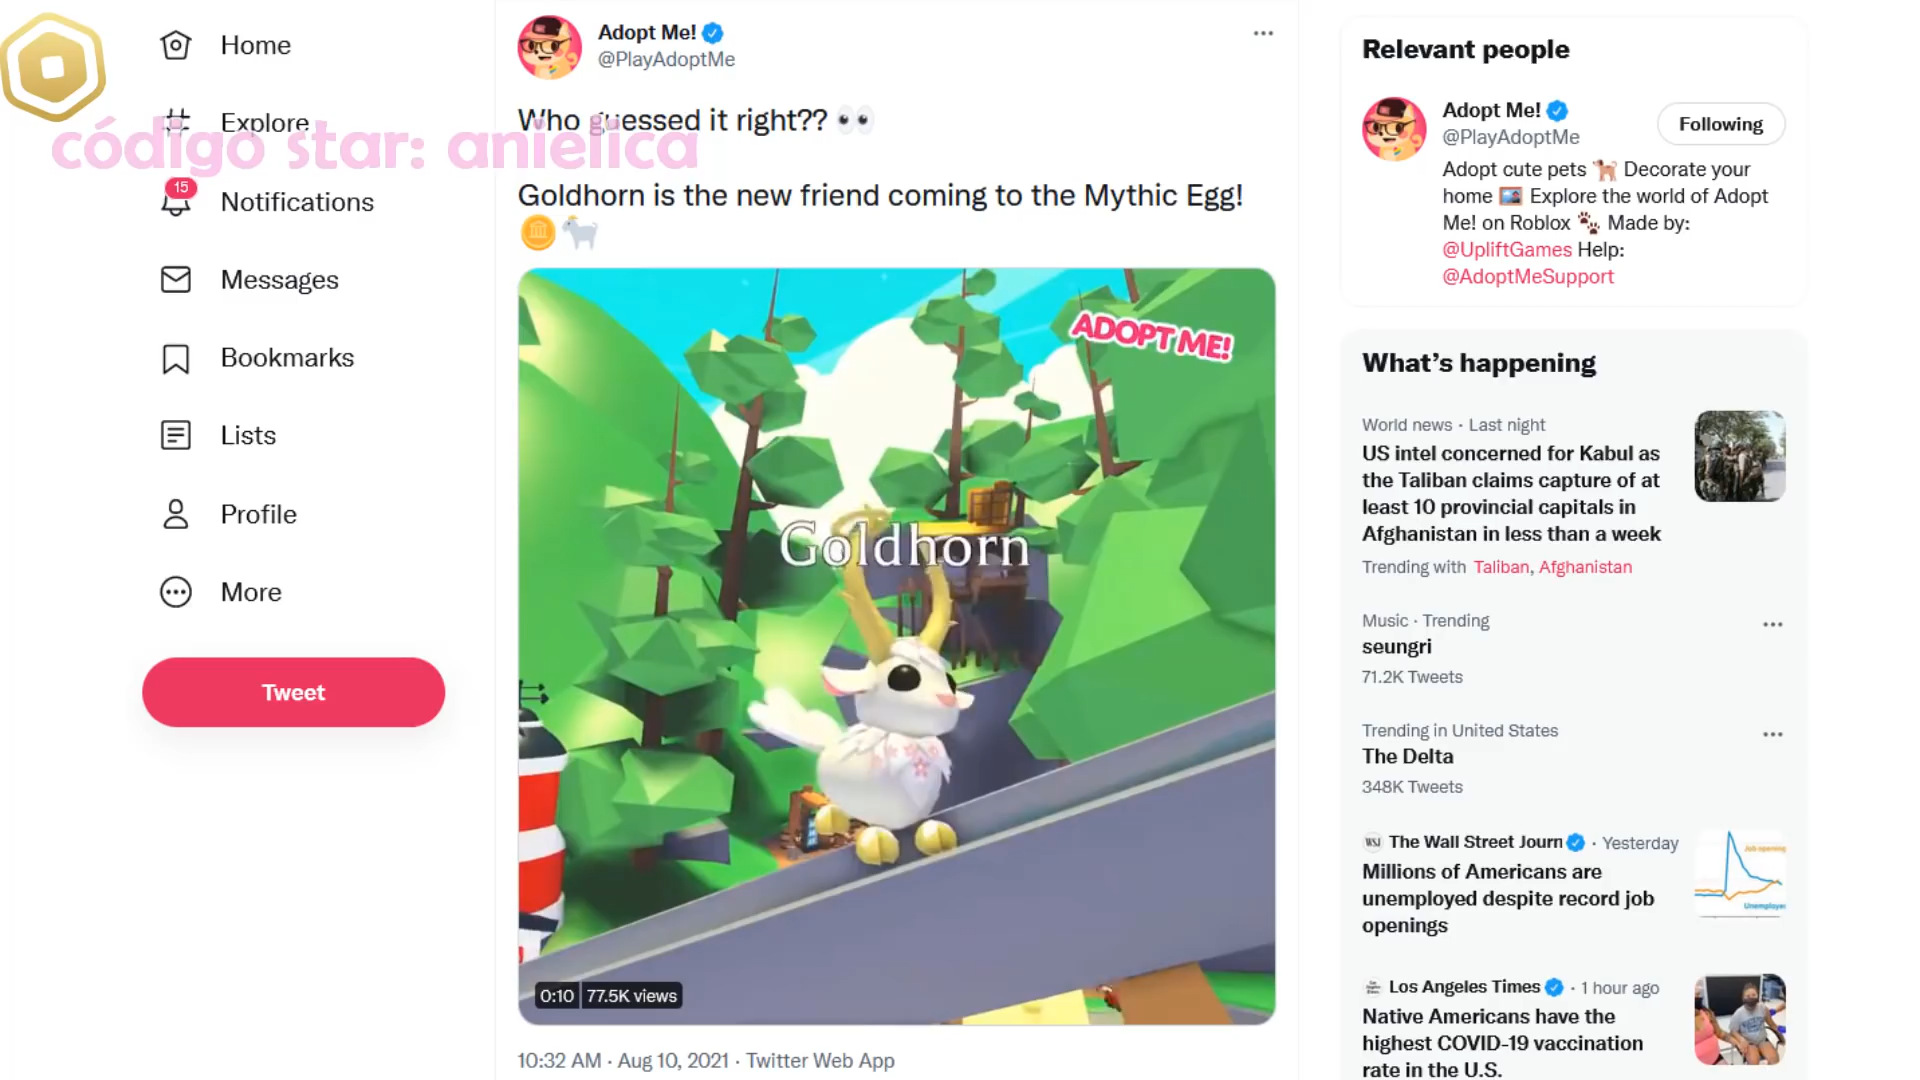 Home
Explore
15
Notifications
Messages
Bookmarks
Lists
Profile
More
Tweet
código star: anielica
Adopt Me!
@PlayAdoptMe
Who guessed it right?? 👀
Goldhorn is the new friend coming to the Mythic Egg!
🪙🐐
ADOPT ME!
Goldhorn
0:10 77.5K views
10:32 AM · Aug 10, 2021 · Twitter Web App
Relevant people
Adopt Me!
@PlayAdoptMe
Following
Adopt cute pets 🐕 Decorate your
home 🏞️ Explore the world of Adopt
Me! on Roblox 🐾 Made by:
@UpliftGames Help:
@AdoptMeSupport
What's happening
World news · Last night
US intel concerned for Kabul as
the Taliban claims capture of at
least 10 provincial capitals in
Afghanistan in less than a week
Trending with Taliban, Afghanistan
Music · Trending
seungri
71.2K Tweets
Trending in United States
The Delta
348K Tweets
WSJ The Wall Street Journ · Yesterday
Millions of Americans are
unemployed despite record job
openings
Job opening
Unemploye
Los Angeles Times · 1 hour ago
Native Americans have the
highest COVID-19 vaccination
rate in the U.S.